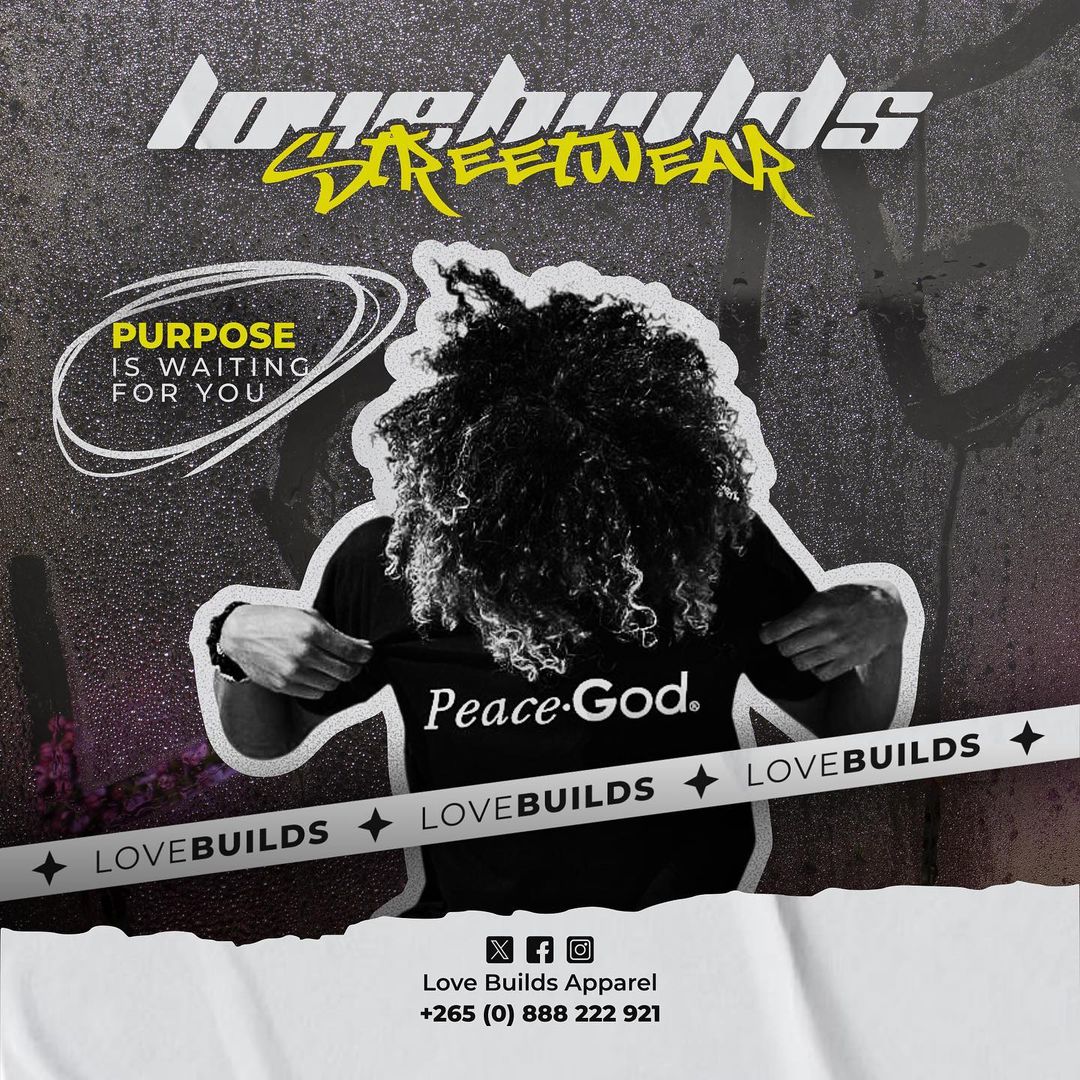 lovebuilds
STREETWEAR
PURPOSE
IS WAITING
FOR YOU
Peace·God®
LOVEBUILDS LOVEBUILDS LOVEBUILDS
Love Builds Apparel
+265 (0) 888 222 921